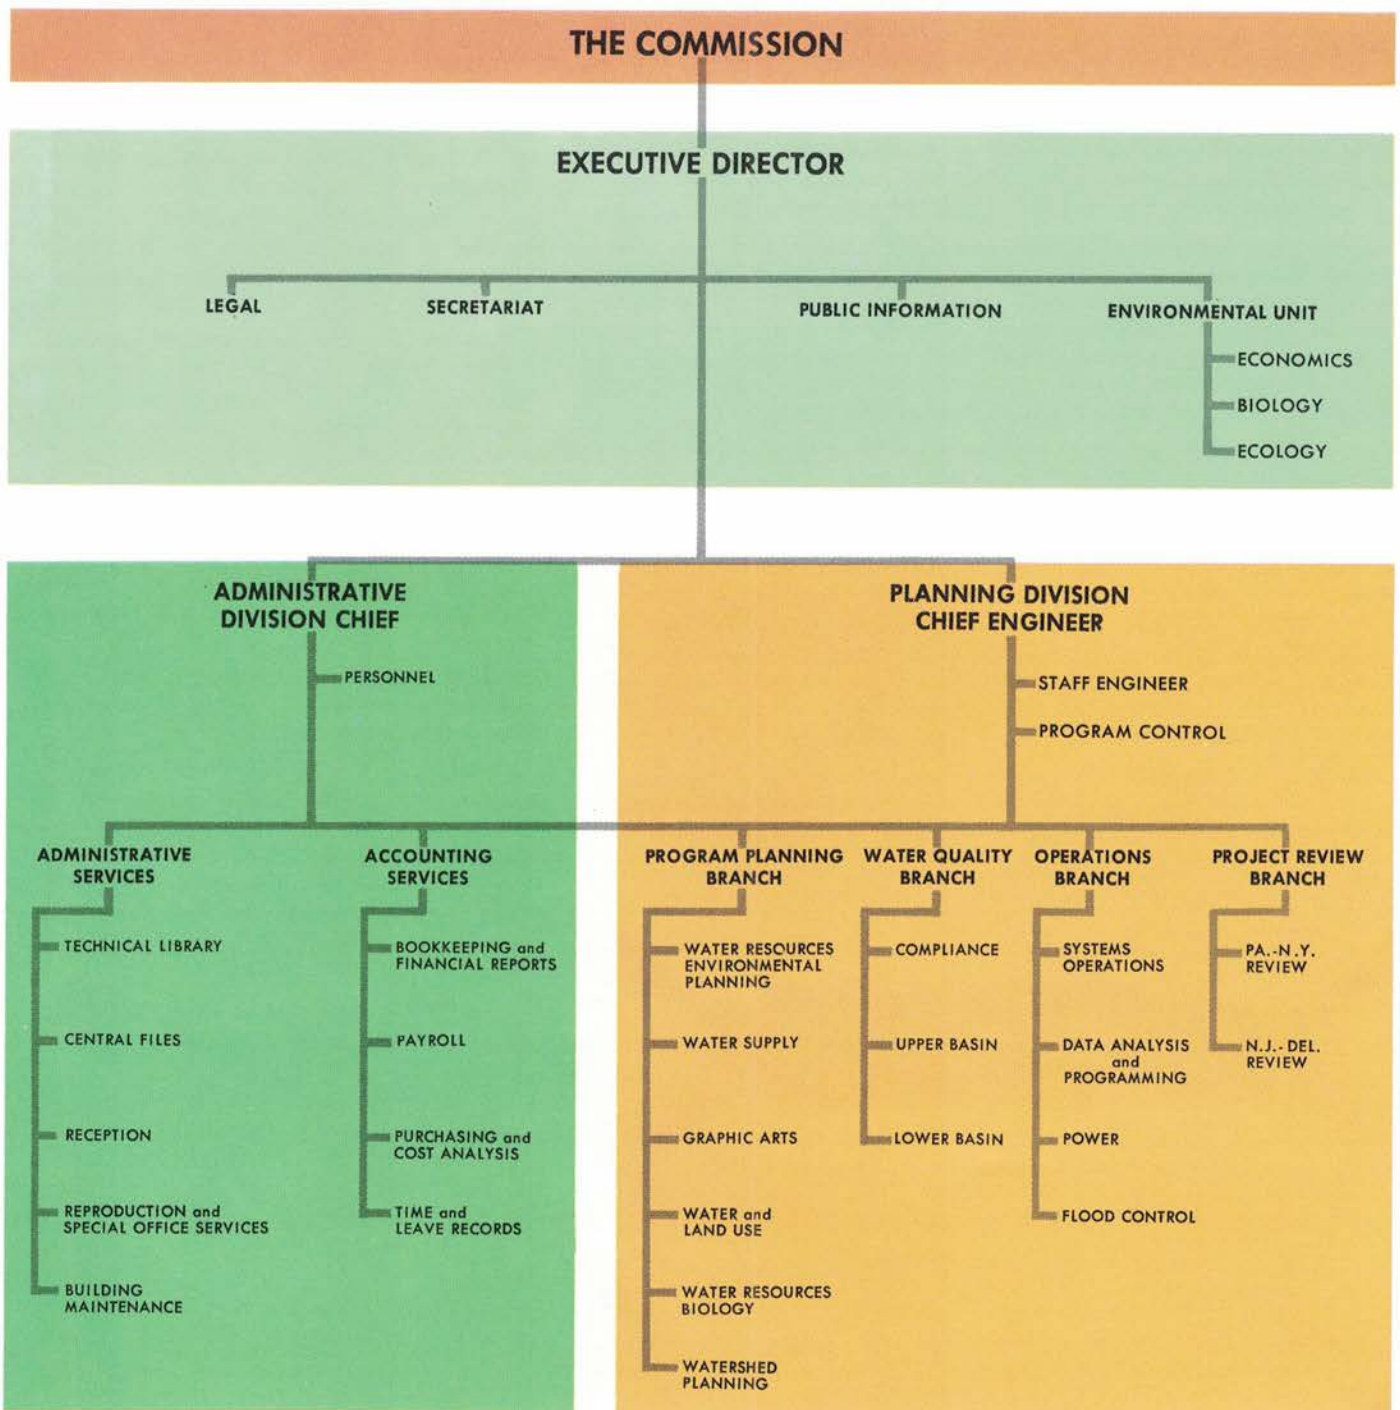 THE COMMISSION
EXECUTIVE DIRECTOR
LEGAL
SECRETARIAT
PUBLIC INFORMATION
ENVIRONMENTAL UNIT
ECONOMICS
BIOLOGY
ECOLOGY
ADMINISTRATIVE
DIVISION CHIEF
PERSONNEL
PLANNING DIVISION
CHIEF ENGINEER
STAFF ENGINEER
PROGRAM CONTROL
ADMINISTRATIVE
SERVICES
TECHNICAL LIBRARY
CENTRAL FILES
RECEPTION
REPRODUCTION and
SPECIAL OFFICE SERVICES
BUILDING
MAINTENANCE
ACCOUNTING
SERVICES
BOOKKEEPING and
FINANCIAL REPORTS
PAYROLL
PURCHASING and
COST ANALYSIS
TIME and
LEAVE RECORDS
PROGRAM PLANNING
BRANCH
WATER RESOURCES
ENVIRONMENTAL
PLANNING
WATER SUPPLY
GRAPHIC ARTS
WATER and
LAND USE
WATER RESOURCES
BIOLOGY
WATERSHED
PLANNING
WATER QUALITY
BRANCH
COMPLIANCE
UPPER BASIN
LOWER BASIN
OPERATIONS
BRANCH
SYSTEMS
OPERATIONS
DATA ANALYSIS
and
PROGRAMMING
POWER
FLOOD CONTROL
PROJECT REVIEW
BRANCH
PA.-N.Y.
REVIEW
N.J.-DEL.
REVIEW